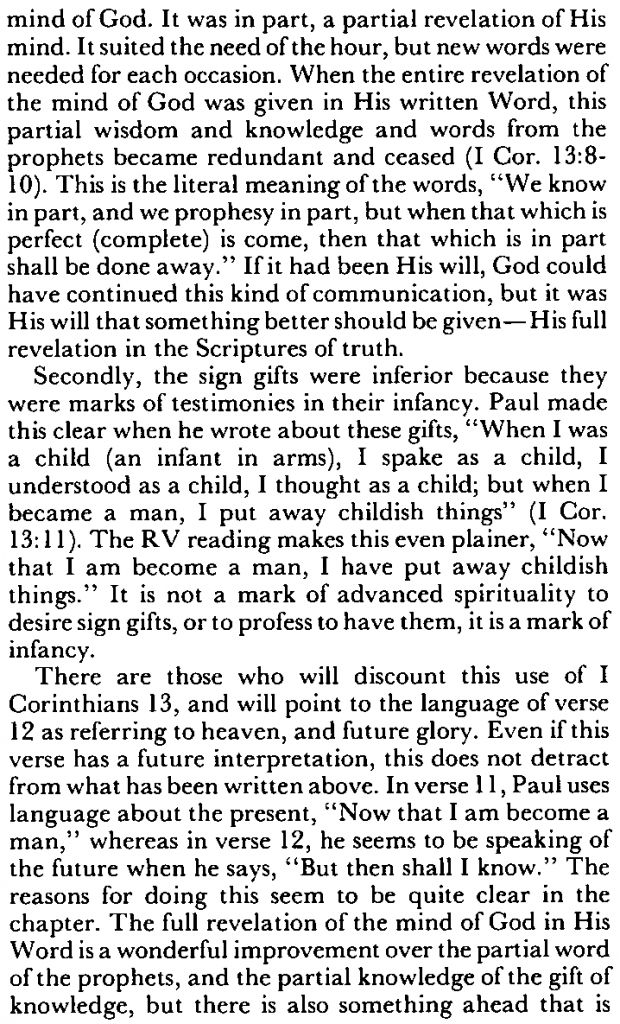 mind of God. It was in part, a partial revelation of His
mind. It suited the need of the hour, but new words were
needed for each occasion. When the entire revelation of
the mind of God was given in His written Word, this
partial wisdom and knowledge and words from the
prophets became redundant and ceased (I Cor. 13:8-
10). This is the literal meaning of the words, “We know
in part, and we prophesy in part, but when that which is
perfect (complete) is come, then that which is in part
shall be done away.” If it had been His will, God could
have continued this kind of communication, but it was
His will that something better should be given—His full
revelation in the Scriptures of truth.
Secondly, the sign gifts were inferior because they
were marks of testimonies in their infancy. Paul made
this clear when he wrote about these gifts, “When I was
a child (an infant in arms), I spake as a child, I
understood as a child, I thought as a child; but when I
became a man, I put away childish things” (I Cor.
13:11). The RV reading makes this even plainer, “Now
that I am become a man, I have put away childish
things.” It is not a mark of advanced spirituality to
desire sign gifts, or to profess to have them, it is a mark of
infancy.
There are those who will discount this use of I
Corinthians 13, and will point to the language of verse
12 as referring to heaven, and future glory. Even if this
verse has a future interpretation, this does not detract
from what has been written above. In verse 11, Paul uses
language about the present, “Now that I am become a
man,” whereas in verse 12, he seems to be speaking of
the future when he says, “But then shall I know.” The
reasons for doing this seem to be quite clear in the
chapter. The full revelation of the mind of God in His
Word is a wonderful improvement over the partial word
of the prophets, and the partial knowledge of the gift of
knowledge, but there is also something ahead that is